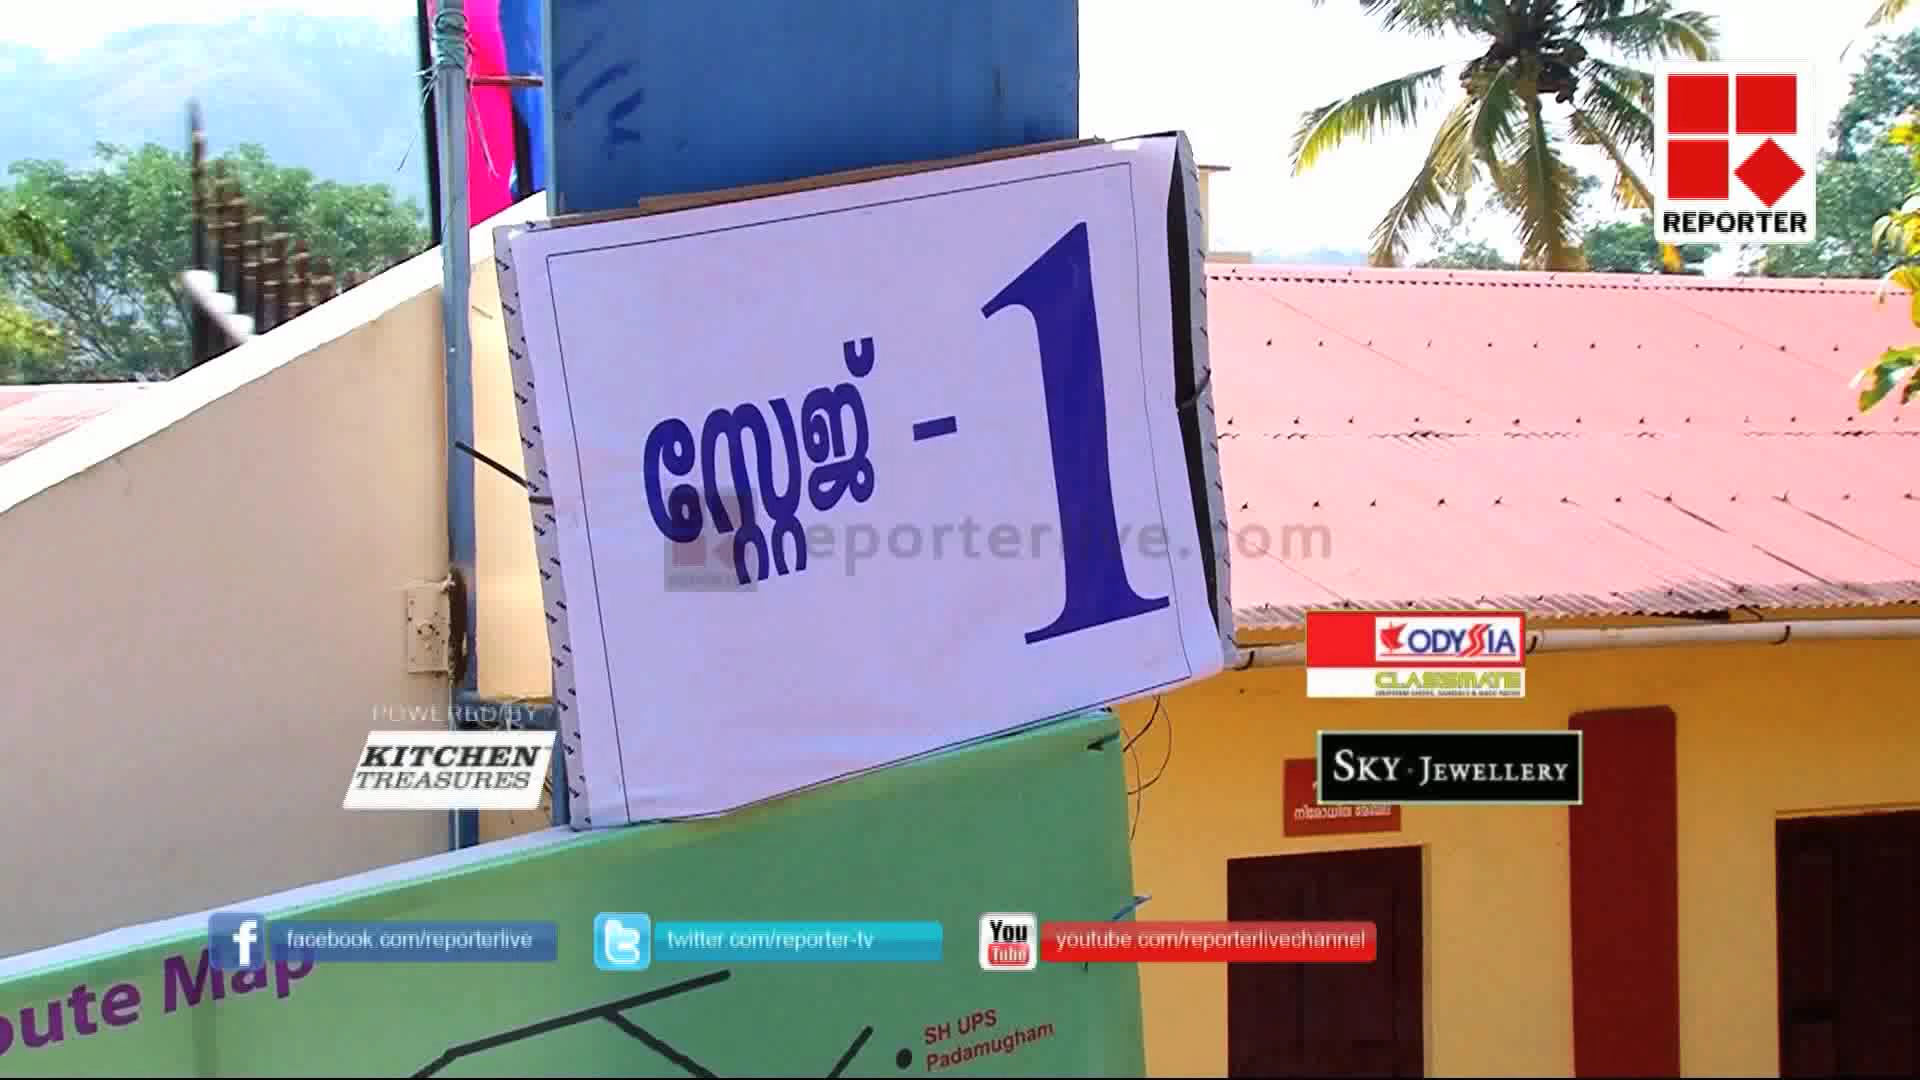 REPORTER
സ്റ്റേജ് - 1
reporterlive.com
ODYSSIA
CLASSMATE
POWERED BY
KITCHEN
TREASURES
SKY JEWELLERY
facebook.com/reporterlive
twitter.com/reporter-tv
You
Tube
youtube.com/reporterlivechannel
oute Map
SH UPS
Padamugham